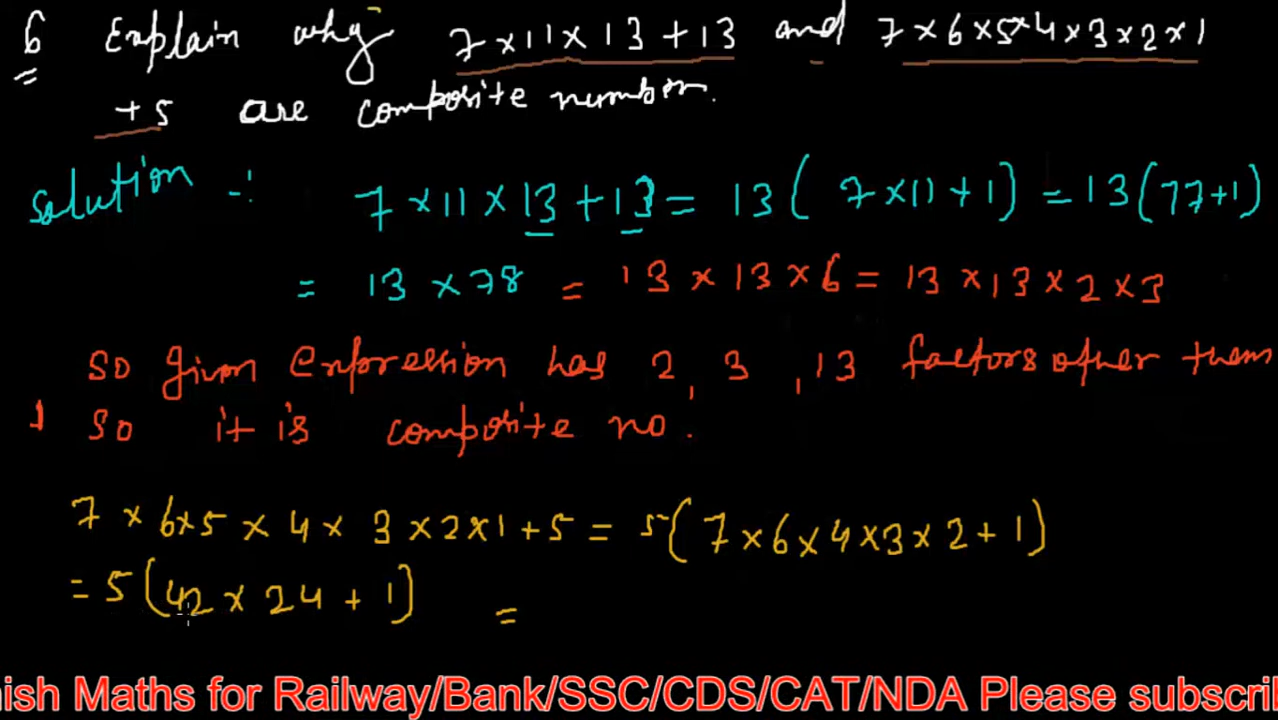 6 Explain why 7×11×13+13 and 7×6×5×4×3×2×1
+5 are composite number.
Solution -: 7×11×13+13 = 13(7×11+1) = 13(77+1)
= 13×78 = 13×13×6 = 13×13×2×3
So given expression has 2, 3, 13 factors other them
1 So it is composite no.
7×6×5×4×3×2×1+5 = 5(7×6×4×3×2+1)
= 5(42×24+1) =
nish Maths for Railway/Bank/SSC/CDS/CAT/NDA Please subscri